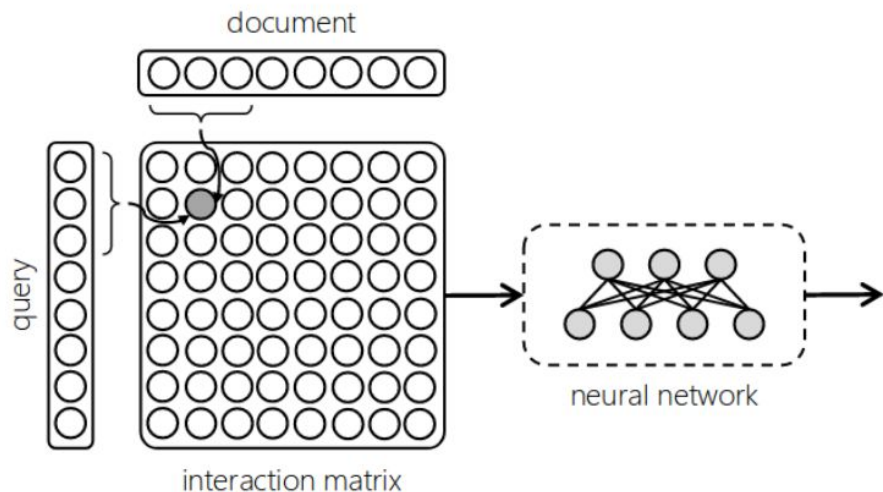 document
query
neural network
interaction matrix